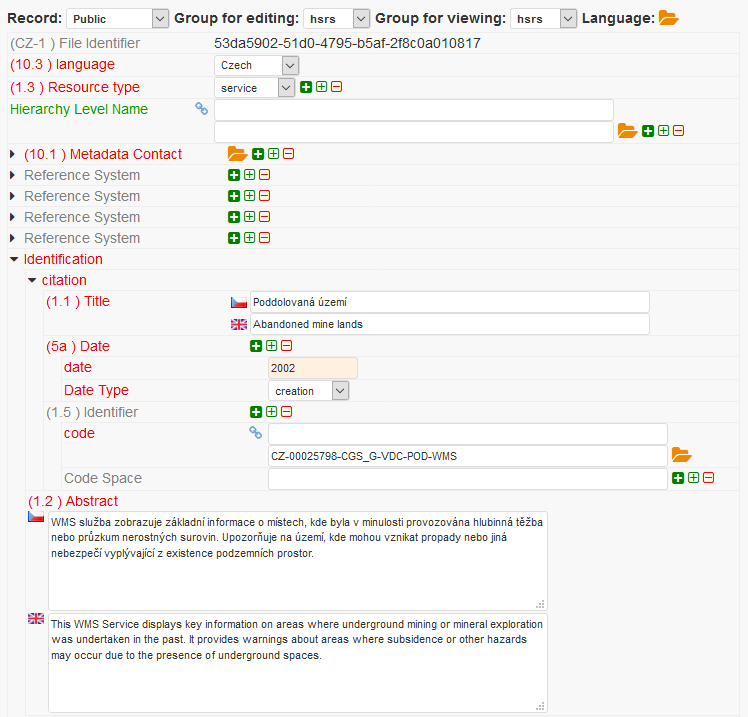 Record: Public Group for editing: hsrs Group for viewing: hsrs Language:
(CZ-1 ) File Identifier 53da5902-51d0-4795-b5af-2f8c0a010817
(10.3 ) language Czech
(1.3 ) Resource type service
Hierarchy Level Name
(10.1 ) Metadata Contact
Reference System
Reference System
Reference System
Reference System
Identification
citation
(1.1 ) Title Poddolovaná území
Abandoned mine lands
(5a ) Date
date 2002
Date Type creation
(1.5 ) Identifier
code
CZ-00025798-CGS_G-VDC-POD-WMS
Code Space
(1.2 ) Abstract
WMS služba zobrazuje základní informace o místech, kde byla v minulosti provozována hlubinná těžba
nebo průzkum nerostných surovin. Upozorňuje na území, kde mohou vznikat propady nebo jiná
nebezpečí vyplývající z existence podzemních prostor.
This WMS Service displays key information on areas where underground mining or mineral exploration
was undertaken in the past. It provides warnings about areas where subsidence or other hazards
may occur due to the presence of underground spaces.